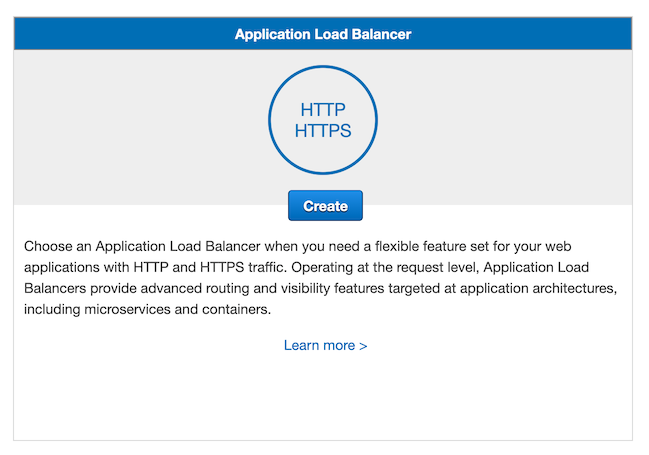 Application Load Balancer
HTTP
HTTPS
Create
Choose an Application Load Balancer when you need a flexible feature set for your web
applications with HTTP and HTTPS traffic. Operating at the request level, Application Load
Balancers provide advanced routing and visibility features targeted at application architectures,
including microservices and containers.
Learn more >